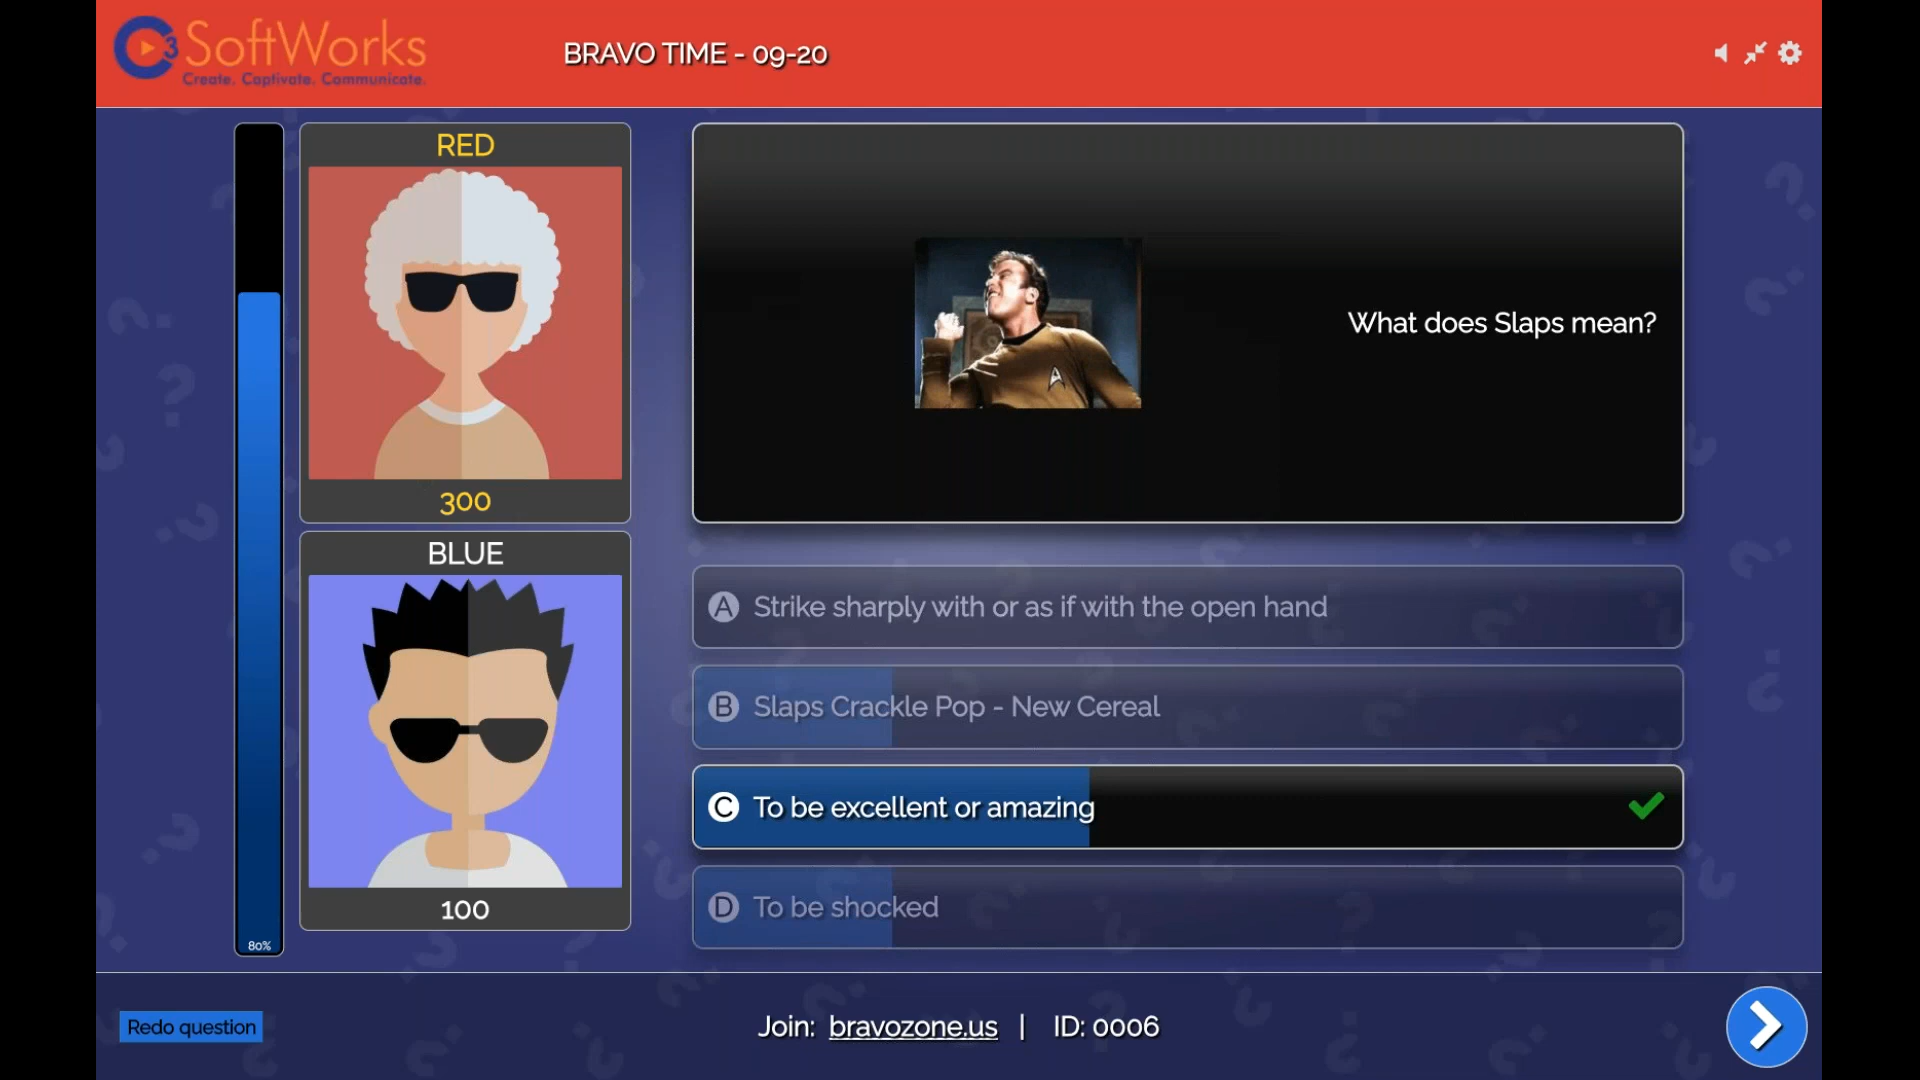 C3 SoftWorks
Create. Captivate. Communicate.
BRAVO TIME - 09-20
RED
300
BLUE
100
80%
What does Slaps mean?
A Strike sharply with or as if with the open hand
B Slaps Crackle Pop - New Cereal
C To be excellent or amazing
D To be shocked
Redo question
Join: bravozone.us | ID: 0006